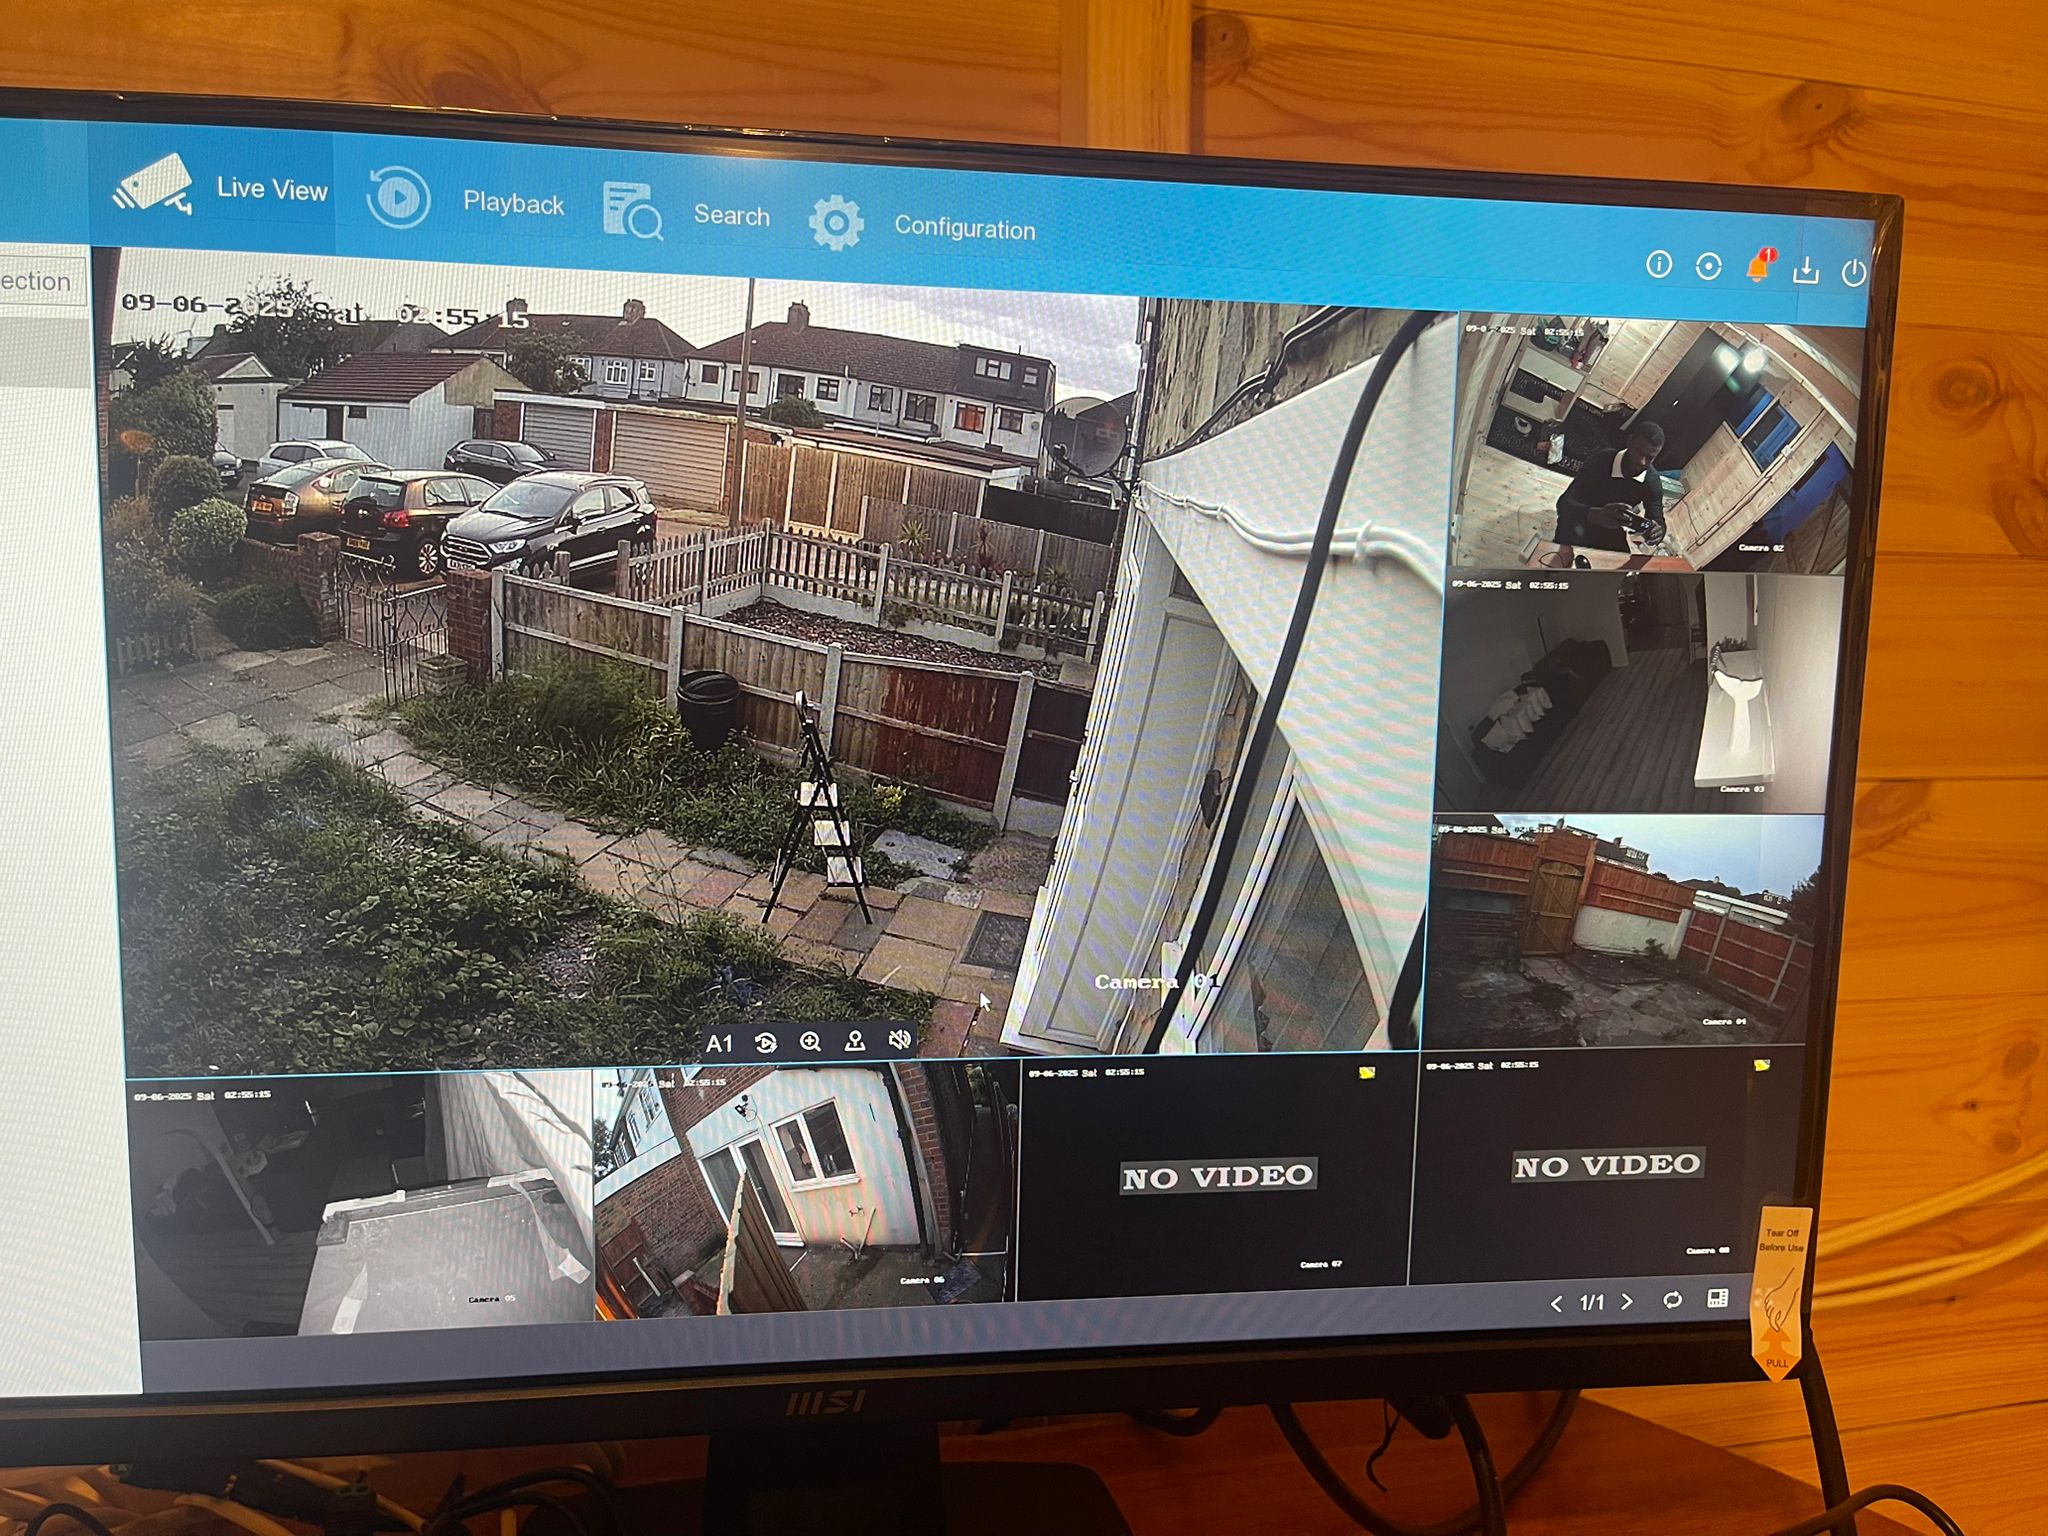 Live View
Playback
Search
Configuration
1
ection
09-06-2025 Sat 02:55:15
Camera 01
A1
Sat 02:55:15
Camera 02
09-06-2025 Sat 02:55:15
Camera 03
09-06-2025 Sat 02:55:15
Camera 04
09-06-2025 Sat 02:55:15
Camera 05
09-06-2025 Sat 02:55:15
Camera 06
09-06-2025 Sat 02:55:15
NO VIDEO
Camera 07
09-06-2025 Sat 02:55:15
NO VIDEO
Camera 08
1/1
Tear Off
Before Use
PULL
msi